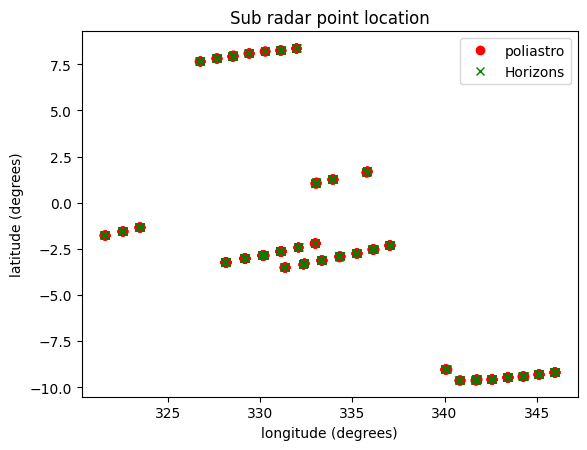 Sub radar point location
poliastro
Horizons
latitude (degrees)
7.5
5.0
2.5
0.0
−2.5
−5.0
−7.5
−10.0
325
330
335
340
345
longitude (degrees)